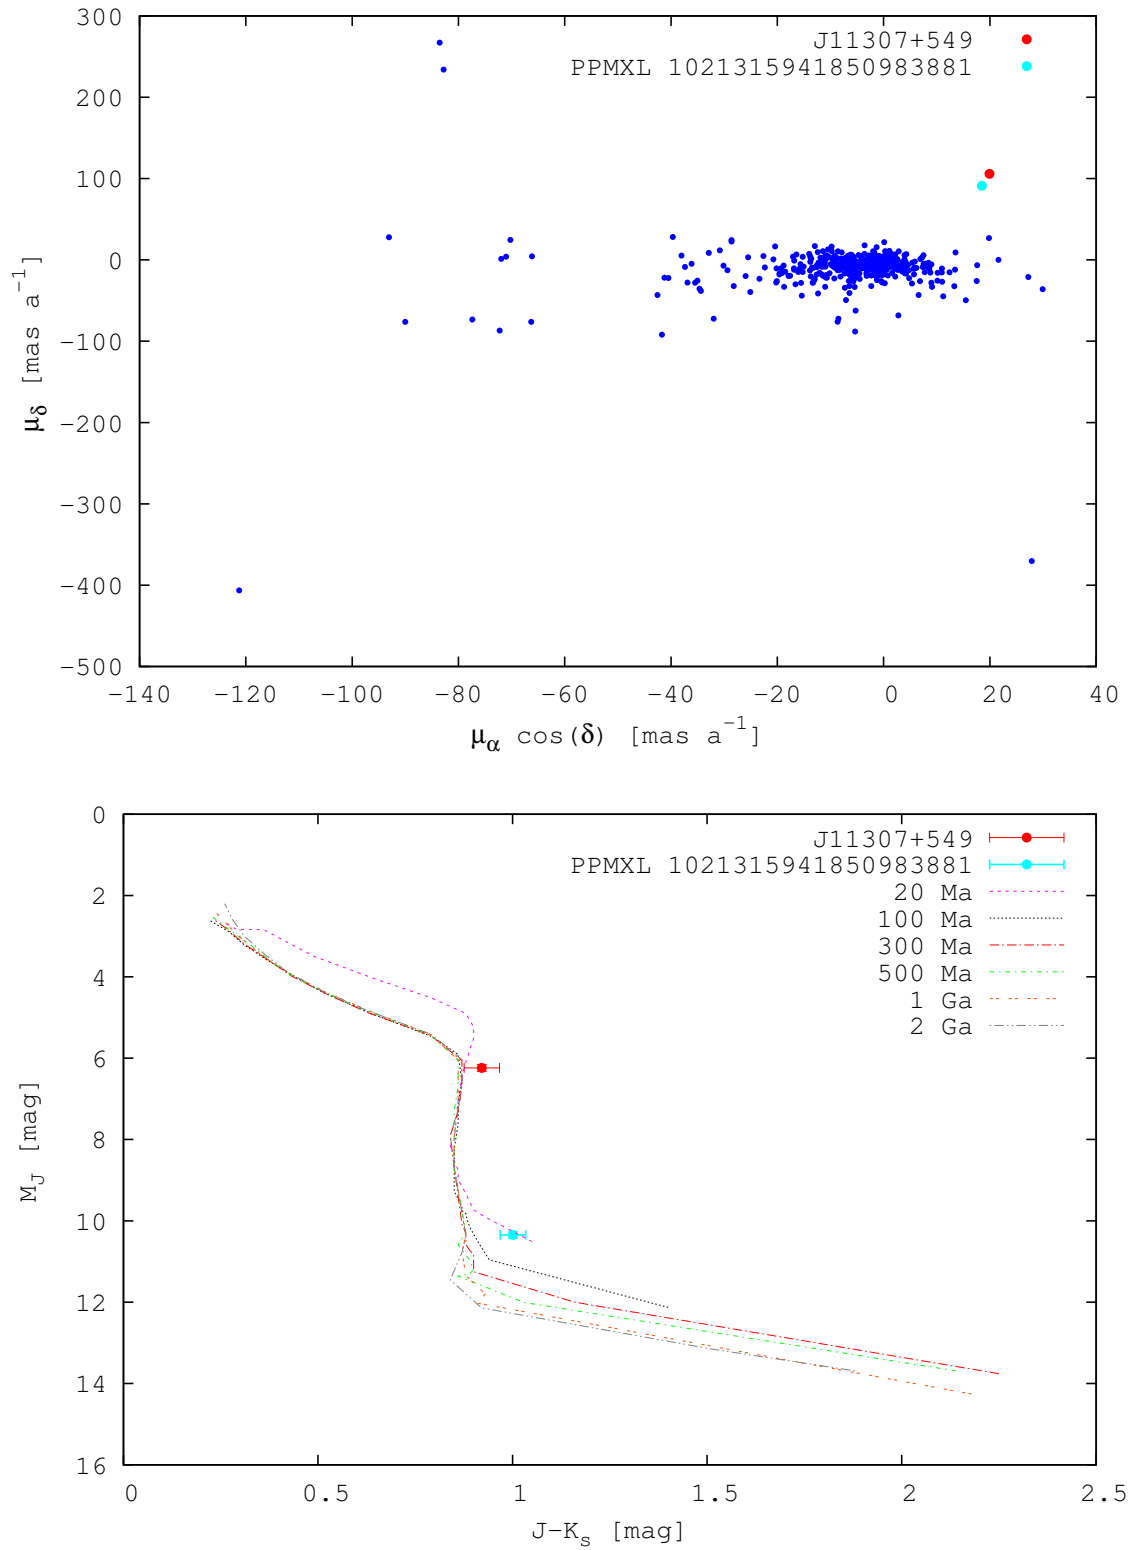 300
200
100
0
−100
−200
−300
−400
−500
μδ [mas a−1]
J11307+549
PPMXL 1021315941850983881
−140 −120 −100 −80 −60 −40 −20 0 20 40
μα cos(δ) [mas a−1]
0
2
4
6
8
10
12
14
16
MJ [mag]
J11307+549
PPMXL 1021315941850983881
20 Ma
100 Ma
300 Ma
500 Ma
1 Ga
2 Ga
0 0.5 1 1.5 2 2.5
J−Ks [mag]